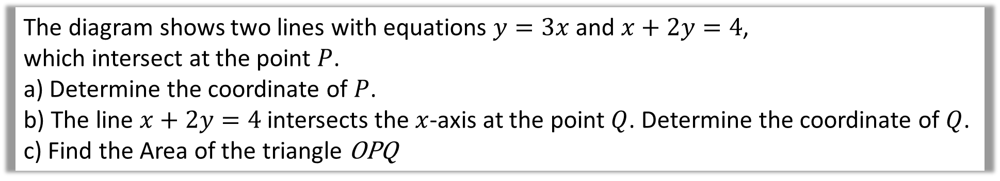 The diagram shows two lines with equations 𝑦 = 3𝑥 and 𝑥 + 2𝑦 = 4,
which intersect at the point 𝑃.
a) Determine the coordinate of 𝑃.
b) The line 𝑥 + 2𝑦 = 4 intersects the 𝑥-axis at the point 𝑄. Determine the coordinate of 𝑄.
c) Find the Area of the triangle 𝑂𝑃𝑄